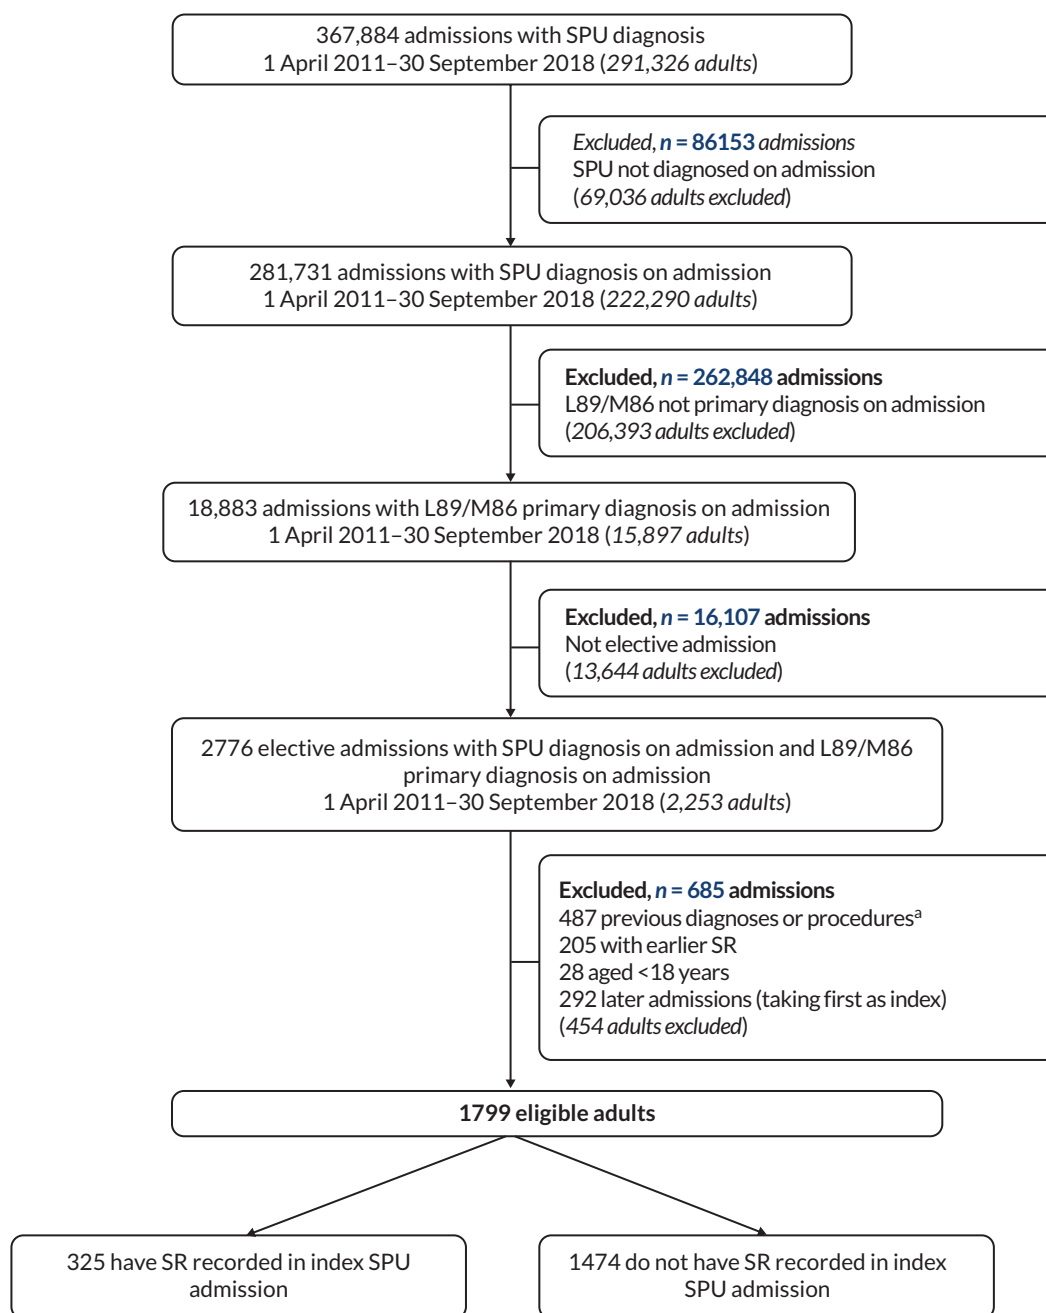 367,884 admissions with SPU diagnosis
1 April 2011–30 September 2018 (291,326 adults)
Excluded, n = 86153 admissions
SPU not diagnosed on admission
(69,036 adults excluded)
281,731 admissions with SPU diagnosis on admission
1 April 2011–30 September 2018 (222,290 adults)
Excluded, n = 262,848 admissions
L89/M86 not primary diagnosis on admission
(206,393 adults excluded)
18,883 admissions with L89/M86 primary diagnosis on admission
1 April 2011–30 September 2018 (15,897 adults)
Excluded, n = 16,107 admissions
Not elective admission
(13,644 adults excluded)
2776 elective admissions with SPU diagnosis on admission and L89/M86
primary diagnosis on admission
1 April 2011–30 September 2018 (2,253 adults)
Excluded, n = 685 admissions
487 previous diagnoses or proceduresᵃ
205 with earlier SR
28 aged <18 years
292 later admissions (taking first as index)
(454 adults excluded)
1799 eligible adults
325 have SR recorded in index SPU
admission
1474 do not have SR recorded in index
SPU admission